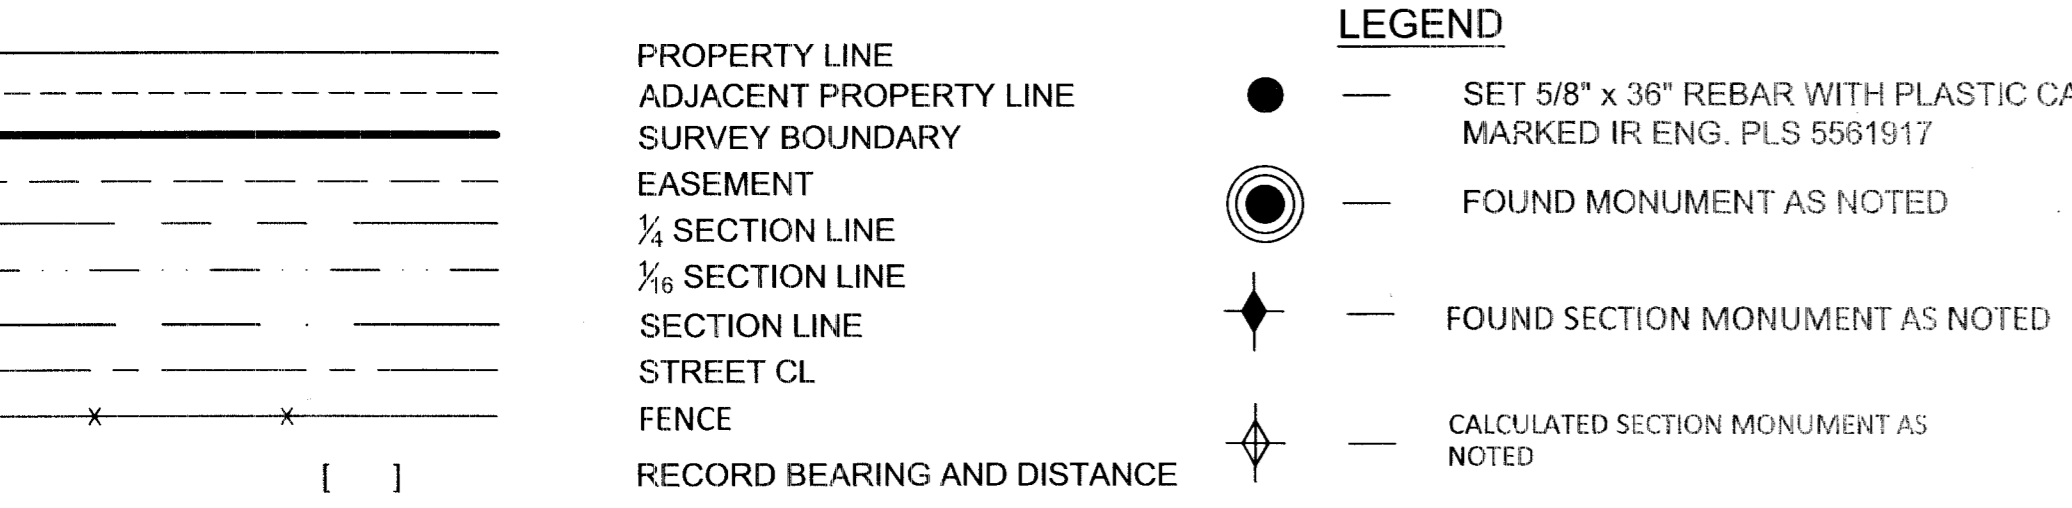 LEGEND
PROPERTY LINE
ADJACENT PROPERTY LINE
SURVEY BOUNDARY
EASEMENT
1/4 SECTION LINE
1/16 SECTION LINE
SECTION LINE
STREET CL
FENCE
[ ] RECORD BEARING AND DISTANCE
SET 5/8" x 36" REBAR WITH PLASTIC CA
MARKED IR ENG. PLS 5561917
FOUND MONUMENT AS NOTED
FOUND SECTION MONUMENT AS NOTED
CALCULATED SECTION MONUMENT AS
NOTED